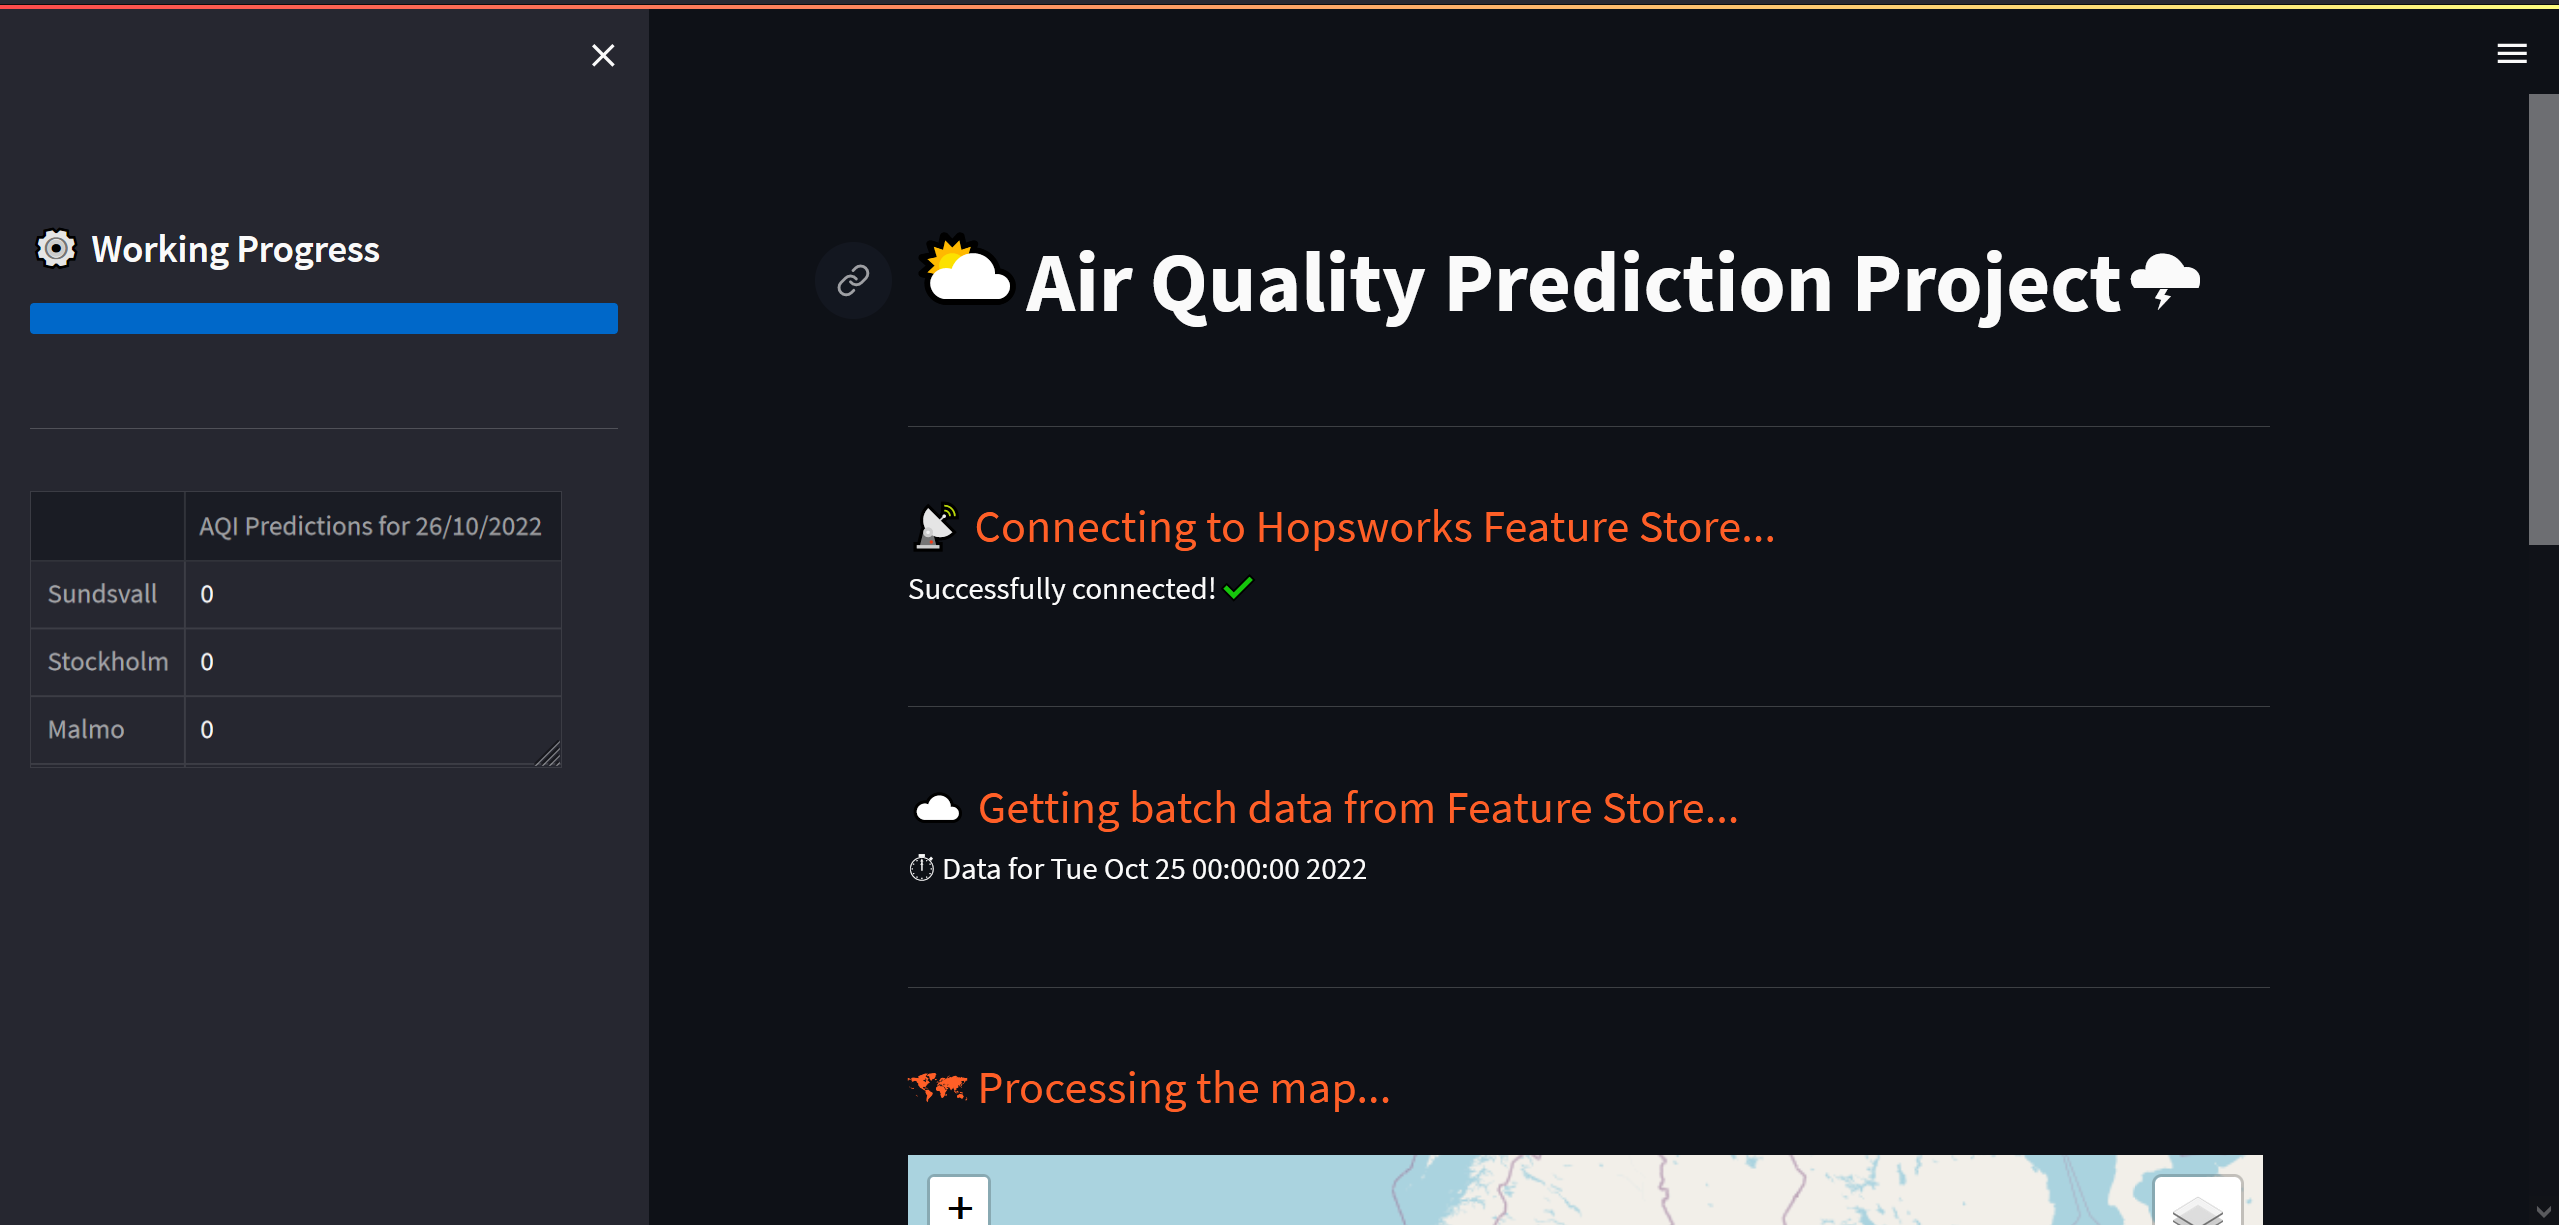 Working Progress
AQI Predictions for 26/10/2022
Sundsvall 0
Stockholm 0
Malmo 0
Air Quality Prediction Project
Connecting to Hopsworks Feature Store...
Successfully connected!
Getting batch data from Feature Store...
Data for Tue Oct 25 00:00:00 2022
Processing the map...
+